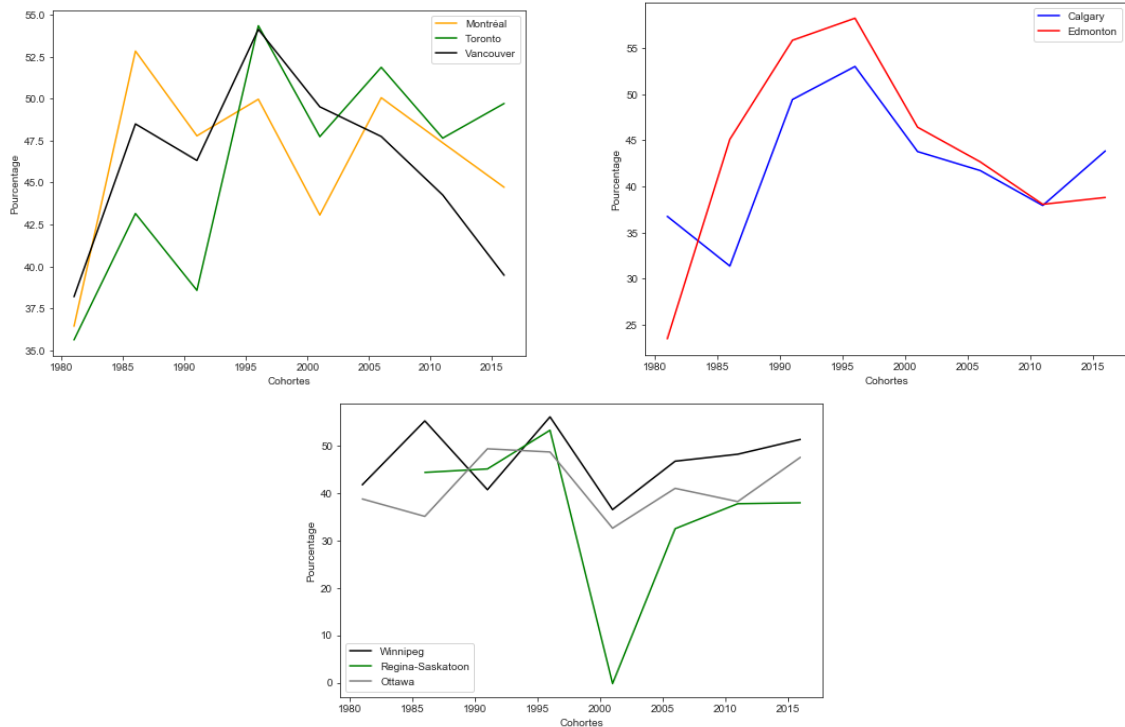 55.0
52.5
50.0
47.5
45.0
42.5
40.0
37.5
35.0
Pourcentage
1980 1985 1990 1995 2000 2005 2010 2015
Cohortes
Montréal
Toronto
Vancouver
55
50
45
40
35
30
25
Pourcentage
1980 1985 1990 1995 2000 2005 2010 2015
Cohortes
Calgary
Edmonton
50
40
30
20
10
0
Pourcentage
Winnipeg
Regina-Saskatoon
Ottawa
1980 1985 1990 1995 2000 2005 2010 2015
Cohortes